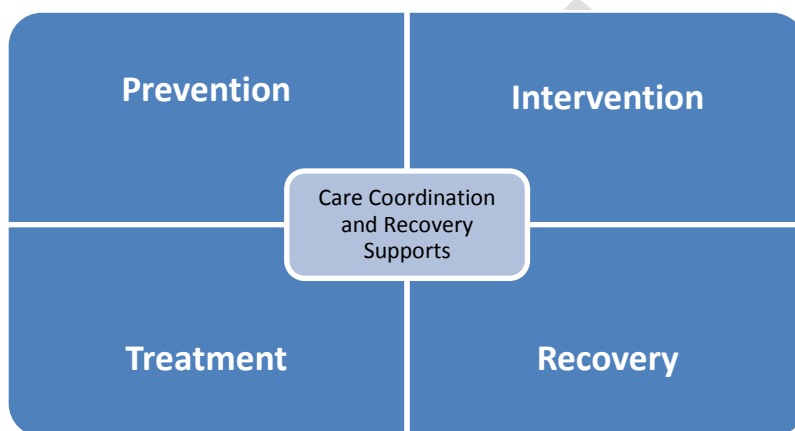 Prevention
Intervention
Care Coordination
and Recovery
Supports
Treatment
Recovery